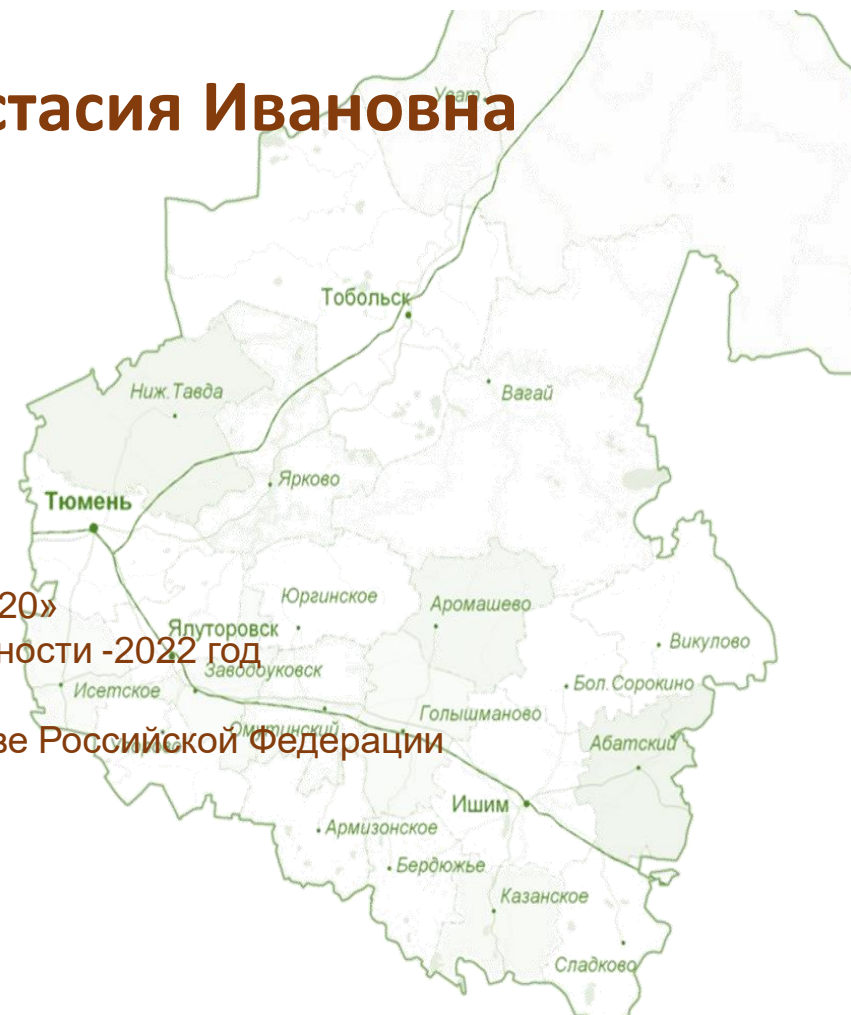 стасия Ивановна
Уват
Тобольск
Ниж.Тавда
Вагай
Ярково
Тюмень
20»
Юргинское
Аромашево
Ялуторовск
Викулово
ности -2022 год
Заводоуковск
Исетское
Бол.Сорокино
Голышманово
Омутинский
ве Российской Федерации
Абатский
Ишим
Армизонское
Бердюжье
Казанское
Сладково